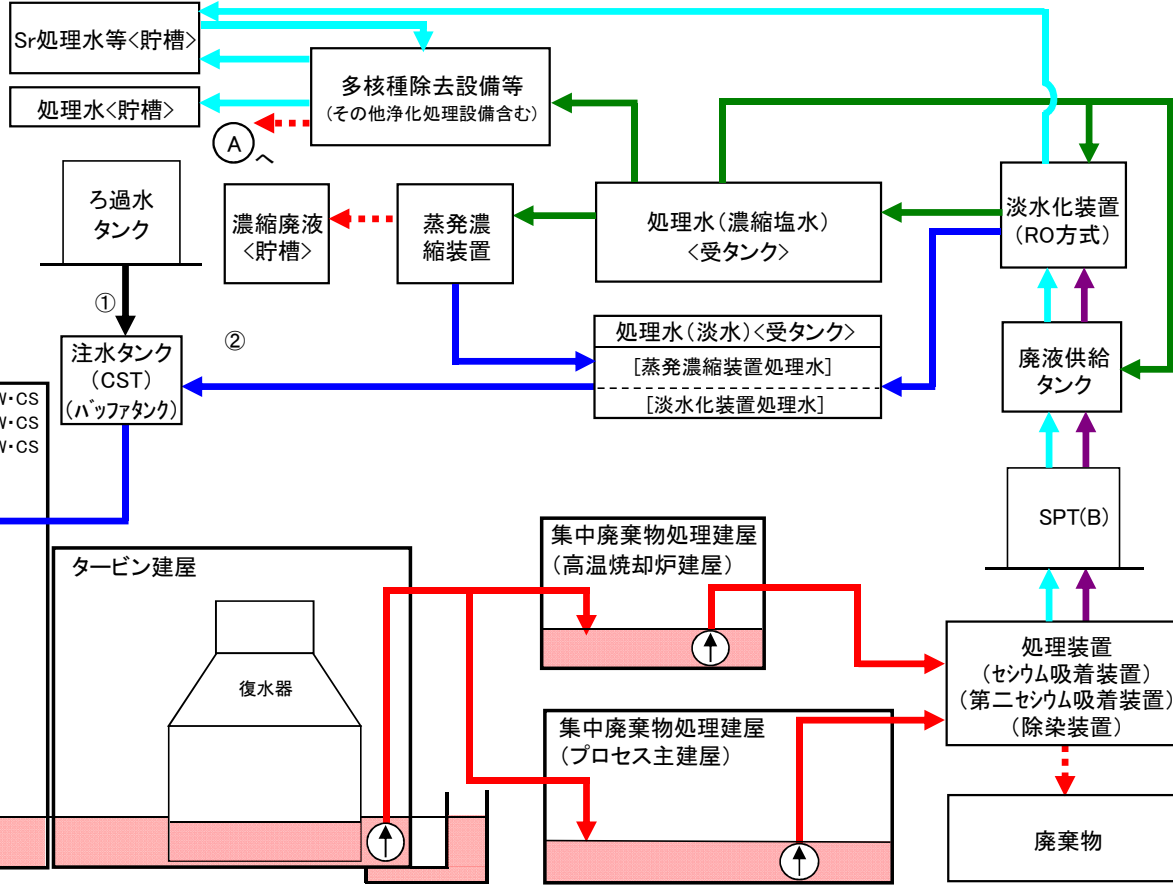 Sr処理水等<貯槽>
処理水<貯槽>
多核種除去設備等
(その他浄化処理設備含む)
A
へ
ろ過水
タンク
濃縮廃液
<貯槽>
蒸発濃
縮装置
処理水(濃縮塩水)
<受タンク>
淡水化装置
(RO方式)
①
②
注水タンク
(CST)
(バッファタンク)
処理水(淡水)<受タンク>
[蒸発濃縮装置処理水]
[淡水化装置処理水]
廃液供給
タンク
W・CS
W・CS
W・CS
SPT(B)
タービン建屋
復水器
集中廃棄物処理建屋
(高温焼却炉建屋)
集中廃棄物処理建屋
(プロセス主建屋)
処理装置
(セシウム吸着装置)
(第二セシウム吸着装置)
(除染装置)
廃棄物